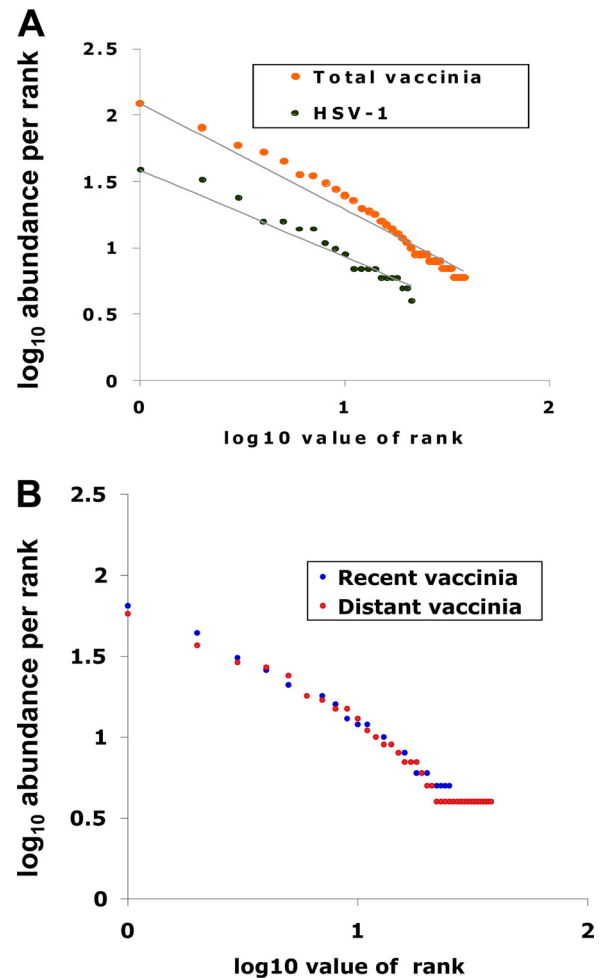 A
2.5
2
1.5
1
0.5
0
log10 abundance per rank
Total vaccinia
HSV-1
0
1
2
log10 value of rank
B
2.5
2
1.5
1
0.5
0
log10 abundance per rank
Recent vaccinia
Distant vaccinia
0
1
2
log10 value of rank